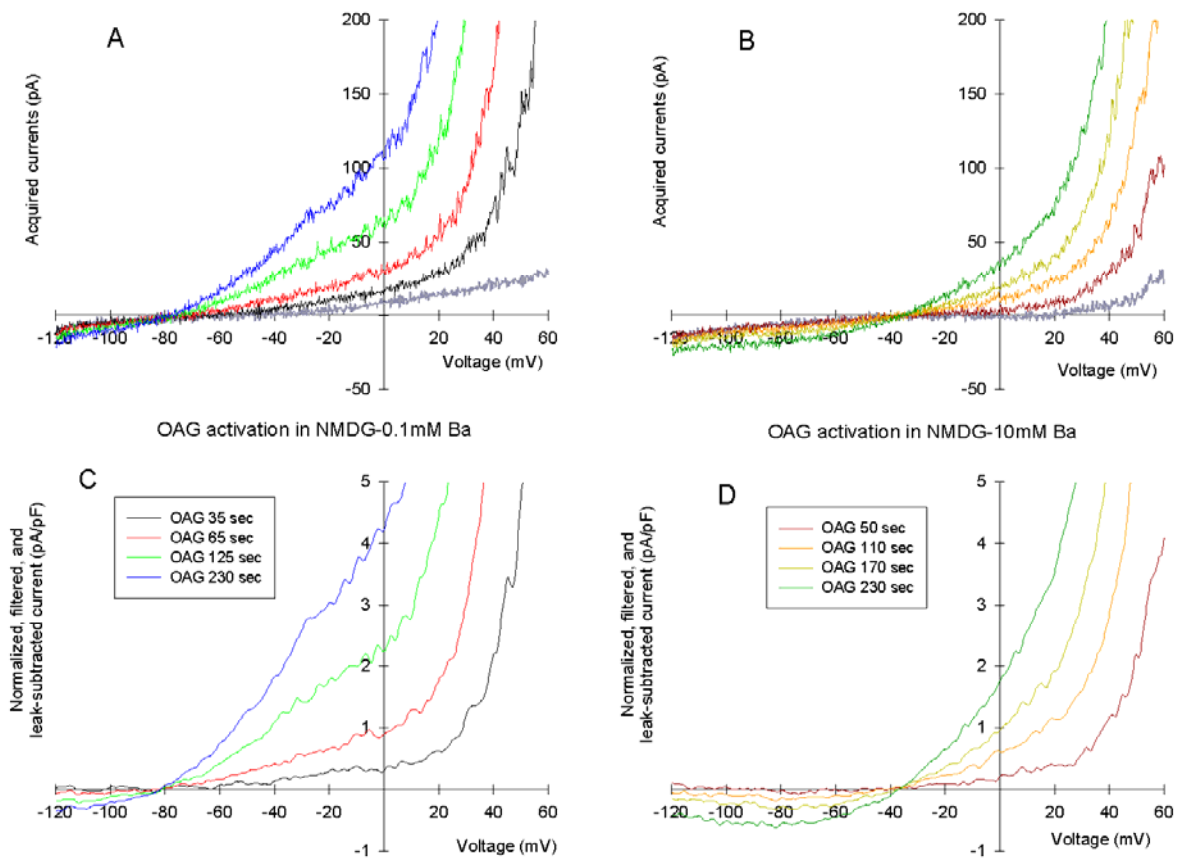 A
Acquired currents (pA)
200
150
100
50
-50
-120 -100 -80 -60 -40 -20 0 20 40 60
Voltage (mV)
B
Acquired currents (pA)
200
150
100
50
-50
-120 -100 -80 -60 -40 -20 0 20 40 60
Voltage (mV)
OAG activation in NMDG-0.1mM Ba
OAG activation in NMDG-10mM Ba
C
Normalized, filtered, and
leak-subtracted current (pA/pF)
OAG 35 sec
OAG 65 sec
OAG 125 sec
OAG 230 sec
5
4
3
2
1
-1
-120 -100 -80 -60 -40 -20 0 20 40 60
Voltage (mV)
D
Normalized, filtered, and
leak-subtracted current (pA/pF)
OAG 50 sec
OAG 110 sec
OAG 170 sec
OAG 230 sec
5
4
3
2
1
-1
-120 -100 -80 -60 -40 -20 0 20 40 60
Voltage (mV)